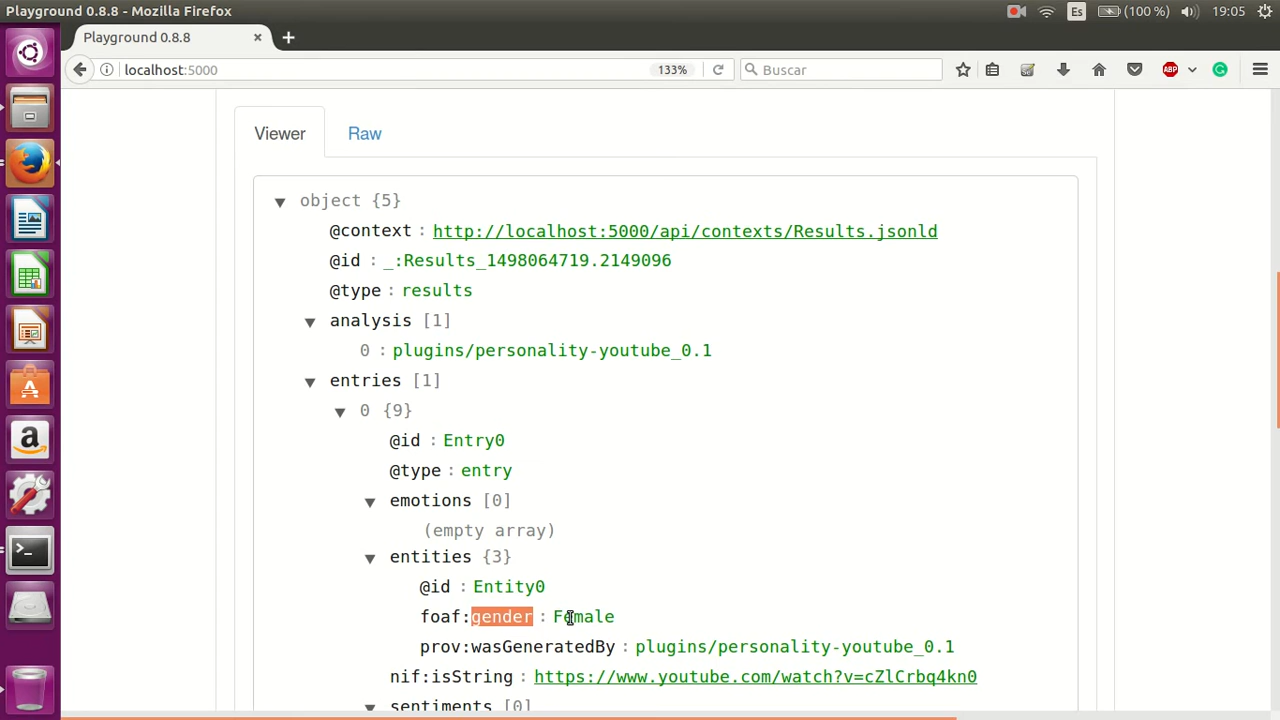 Playground 0.8.8 - Mozilla Firefox Es (100 %) 19:05
Playground 0.8.8
localhost:5000 133% Buscar ABP
Viewer Raw
object {5}
@context : http://localhost:5000/api/contexts/Results.jsonld
@id : _:Results_1498064719.2149096
@type : results
analysis [1]
0 : plugins/personality-youtube_0.1
entries [1]
0 {9}
@id : Entry0
@type : entry
emotions [0]
(empty array)
entities {3}
@id : Entity0
foaf:gender : Female
prov:wasGeneratedBy : plugins/personality-youtube_0.1
nif:isString : https://www.youtube.com/watch?v=cZlCrbq4kn0
sentiments [0]